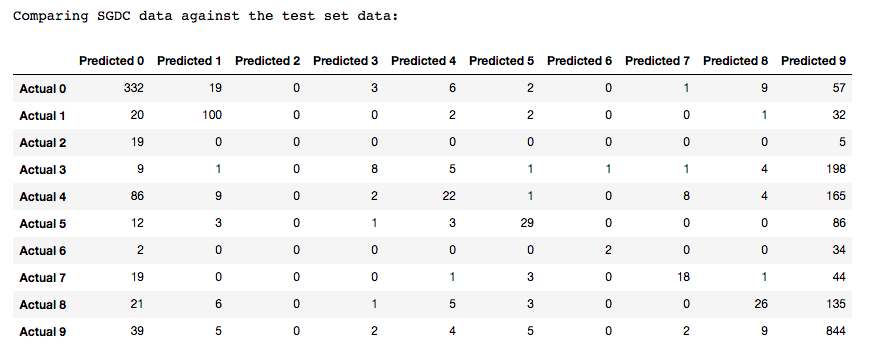 Comparing SGDC data against the test set data:
Predicted 0 Predicted 1 Predicted 2 Predicted 3 Predicted 4 Predicted 5 Predicted 6 Predicted 7 Predicted 8 Predicted 9
Actual 0 332 19 0 3 6 2 0 1 9 57
Actual 1 20 100 0 0 2 2 0 0 1 32
Actual 2 19 0 0 0 0 0 0 0 0 5
Actual 3 9 1 0 8 5 1 1 1 4 198
Actual 4 86 9 0 2 22 1 0 8 4 165
Actual 5 12 3 0 1 3 29 0 0 0 86
Actual 6 2 0 0 0 0 0 2 0 0 34
Actual 7 19 0 0 0 1 3 0 18 1 44
Actual 8 21 6 0 1 5 3 0 0 26 135
Actual 9 39 5 0 2 4 5 0 2 9 844